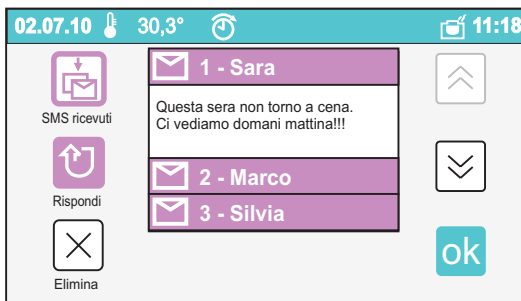 02.07.10 30,3° 11:18
SMS ricevuti
Rispondi
Elimina
1 - Sara
Questa sera non torno a cena.
Ci vediamo domani mattina!!!
2 - Marco
3 - Silvia
ok